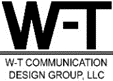 W-T
W-T COMMUNICATION
DESIGN GROUP, LLC